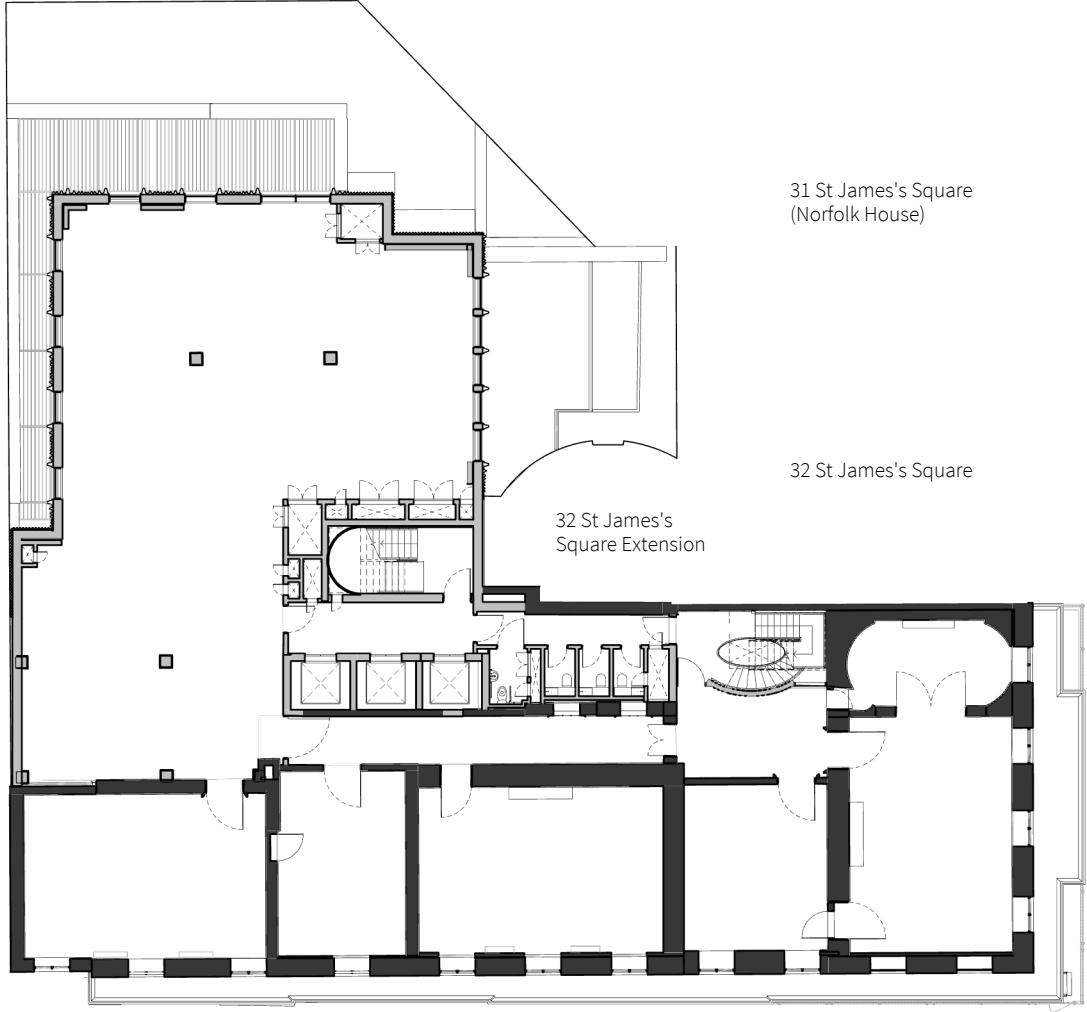 31 St James's Square
(Norfolk House)
32 St James's Square
32 St James's
Square Extension